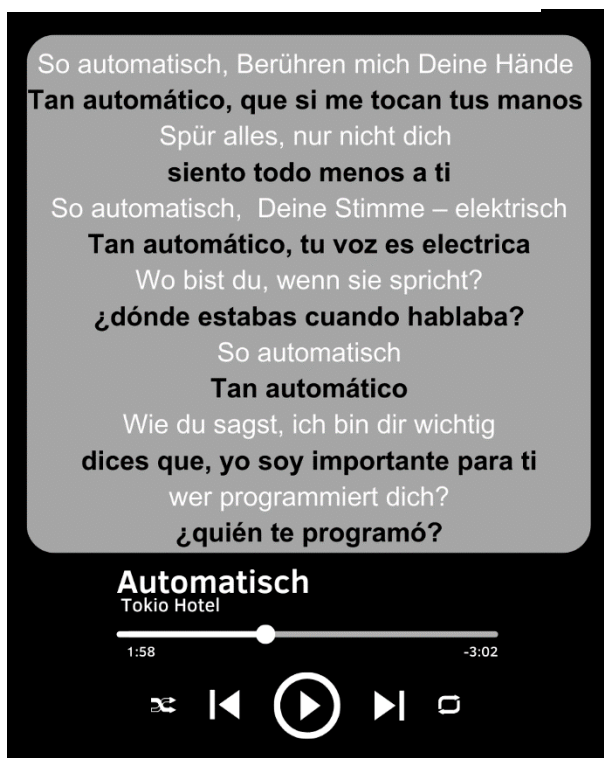 So automatisch, Berühren mich Deine Hände
Tan automático, que si me tocan tus manos
Spür alles, nur nicht dich
siento todo menos a ti
So automatisch, Deine Stimme – elektrisch
Tan automático, tu voz es electrica
Wo bist du, wenn sie spricht?
¿dónde estabas cuando hablaba?
So automatisch
Tan automático
Wie du sagst, ich bin dir wichtig
dices que, yo soy importante para ti
wer programmiert dich?
¿quién te programó?
Automatisch
Tokio Hotel
1:58 -3:02